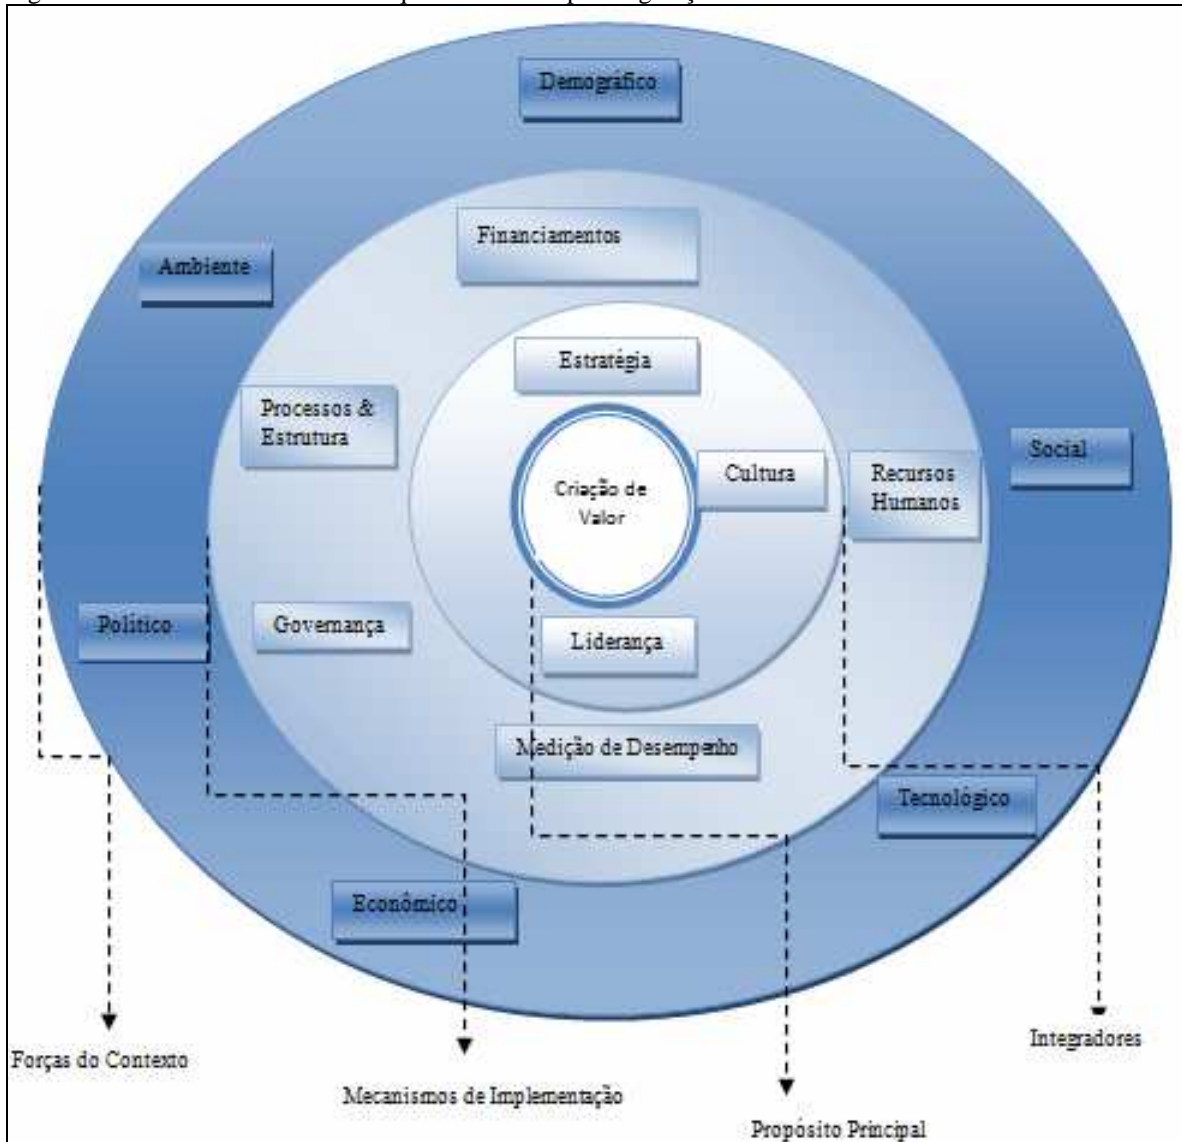 Demográfico
Financiamentos
Ambiente
Estratégia
Processos &
Estrutura
Social
Cultura
Recursos
Humanos
Criação de
Valor
Político
Governança
Liderança
Medição de Desempenho
Tecnológico
Econômico
Integradores
Forças do Contexto
Mecanismos de Implementação
Propósito Principal